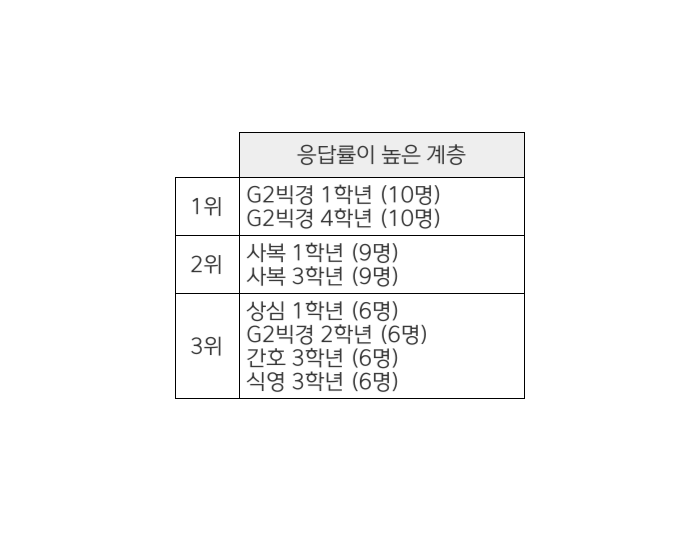 응답률이 높은 계층
1위
G2빅경 1학년 (10명)
G2빅경 4학년 (10명)
2위
사복 1학년 (9명)
사복 3학년 (9명)
3위
상심 1학년 (6명)
G2빅경 2학년 (6명)
간호 3학년 (6명)
식영 3학년 (6명)